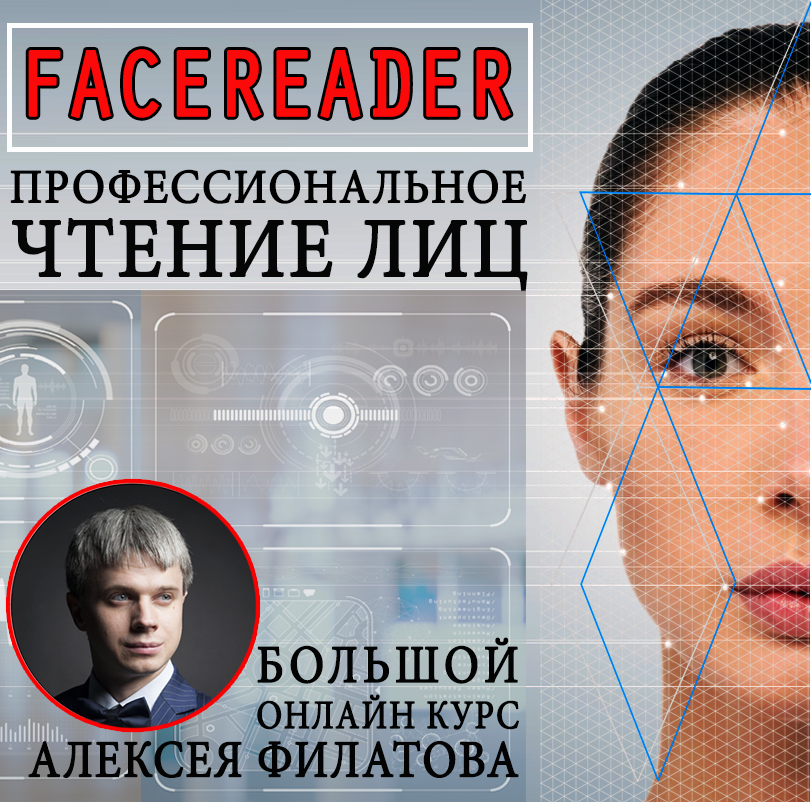 FACEREADER
ПРОФЕССИОНАЛЬНОЕ
ЧТЕНИЕ ЛИЦ
БОЛЬШОЙ
ОНЛАЙН КУРС
АЛЕКСЕЯ ФИЛАТОВА